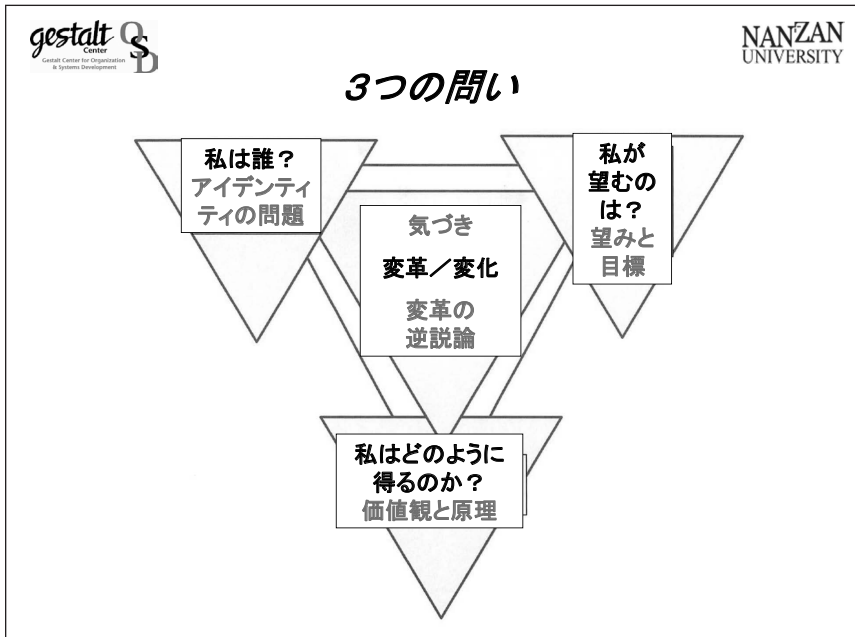 gestalt
Center
Gestalt Center for Organization
& Systems Development
OSD
NANZAN
UNIVERSITY
3つの問い
私は誰？
アイデンティ
ティの問題
私が
望むの
は？
望みと
目標
気づき
変革／変化
変革の
逆説論
私はどのように
得るのか？
価値観と原理